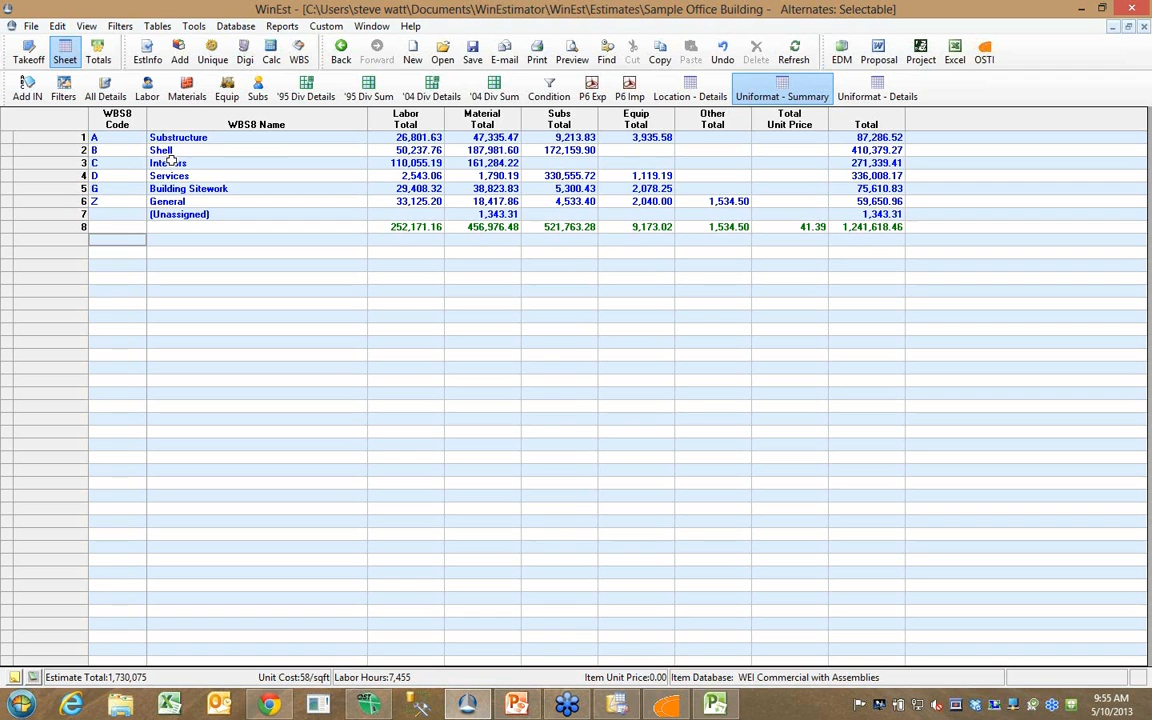 WinEst - [C:\Users\steve watt\Documents\WinEstimator\WinEst\Estimates\Sample Office Building - Alternates: Selectable]
File Edit View Filters Tables Tools Database Reports Custom Window Help
Takeoff Sheet Totals EstInfo Add Unique Digi Calc WBS Back Forward New Open Save E-mail Print Preview Find Cut Copy Paste Undo Delete Refresh EDM Proposal Project Excel OSTI
Add IN Filters All Details Labor Materials Equip Subs '95 Div Details '95 Div Sum '04 Div Details '04 Div Sum Condition P6 Exp P6 Imp Location - Details Uniformat - Summary Uniformat - Details
WBS8 Code WBS8 Name Labor Total Material Total Subs Total Equip Total Other Total Total Unit Price Total
1 A Substructure 26,801.63 47,335.47 9,213.83 3,935.58 87,286.52
2 B Shell 50,237.76 187,981.60 172,159.90 410,379.27
3 C Interiors 110,055.19 161,284.22 271,339.41
4 D Services 2,543.06 1,790.19 330,555.72 1,119.19 336,008.17
5 G Building Sitework 29,408.32 38,823.83 5,300.43 2,078.25 75,610.83
6 Z General 33,125.20 18,417.86 4,533.40 2,040.00 1,534.50 59,650.96
7 (Unassigned) 1,343.31 1,343.31
8 252,171.16 456,976.48 521,763.28 9,173.02 1,534.50 41.39 1,241,618.46
Estimate Total:1,730,075 Unit Cost:58/sqft Labor Hours:7,455 Item Unit Price:0.00 Item Database: WEI Commercial with Assemblies
9:55 AM
5/10/2013